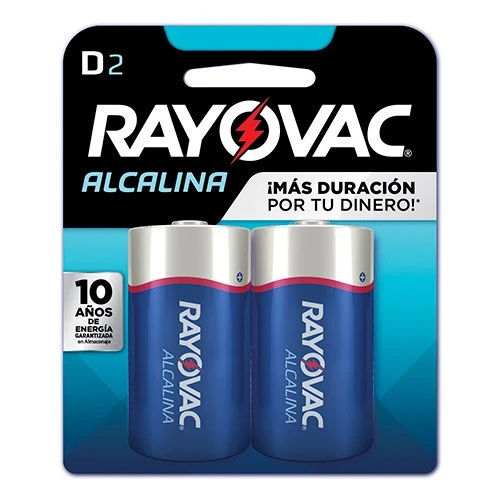 D2
RAYOVAC®
ALCALINA
¡MÁS DURACIÓN
POR TU DINERO!*
10
AÑOS
DE
ENERGÍA
GARANTIZADA
en Almacenaje
RAYOVAC
ALCALINA
RAYOVAC
ALCALINA